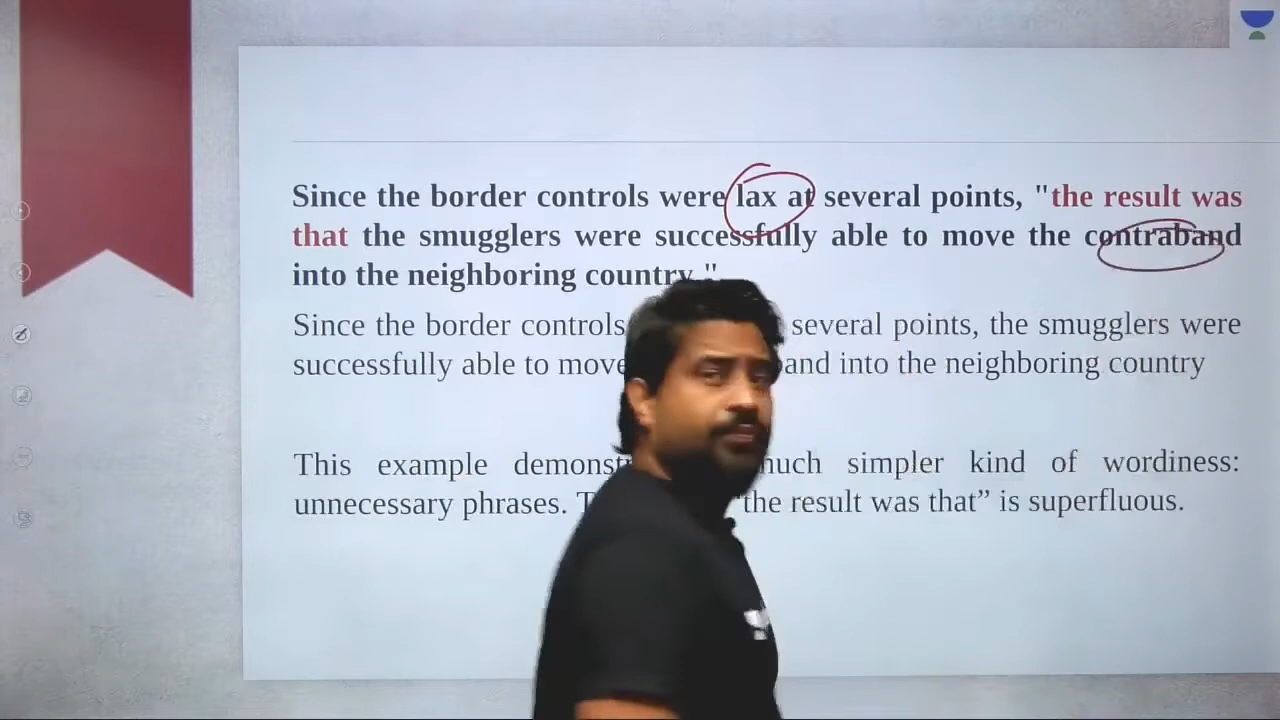 Since the border controls were lax at several points, "the result was
that the smugglers were successfully able to move the contraband
into the neighboring country."
Since the border controls several points, the smugglers were
successfully able to move into the neighboring country
This example much simpler kind of wordiness:
unnecessary phrases. "the result was that” is superfluous.